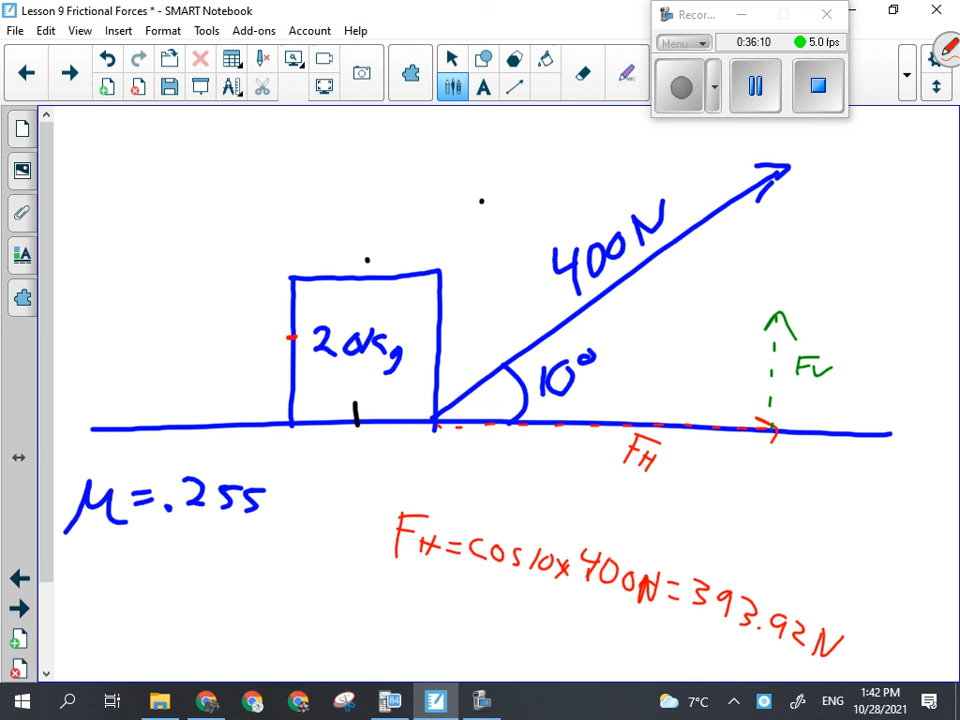 Lesson 9 Frictional Forces * - SMART Notebook
Recor...
File Edit View Insert Format Tools Add-ons Account Help
Menu
0:36:10
5.0 fps
400N
20kg
10°
Fv
FH
μ = .255
FH = cos10 x 400N = 393.92N
7°C
ENG
1:42 PM
10/28/2021